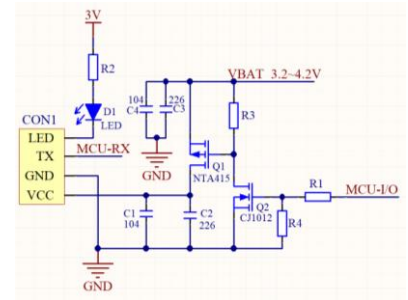 3V
R2
104
C4
226
C3
VBAT 3.2~4.2V
D1
LED
R3
CON1
LED
TX
GND
VCC
MCU-RX
GND
Q1
NTA415
C1
104
C2
226
Q2
CJ1012
R1
MCU-I/O
R4
GND